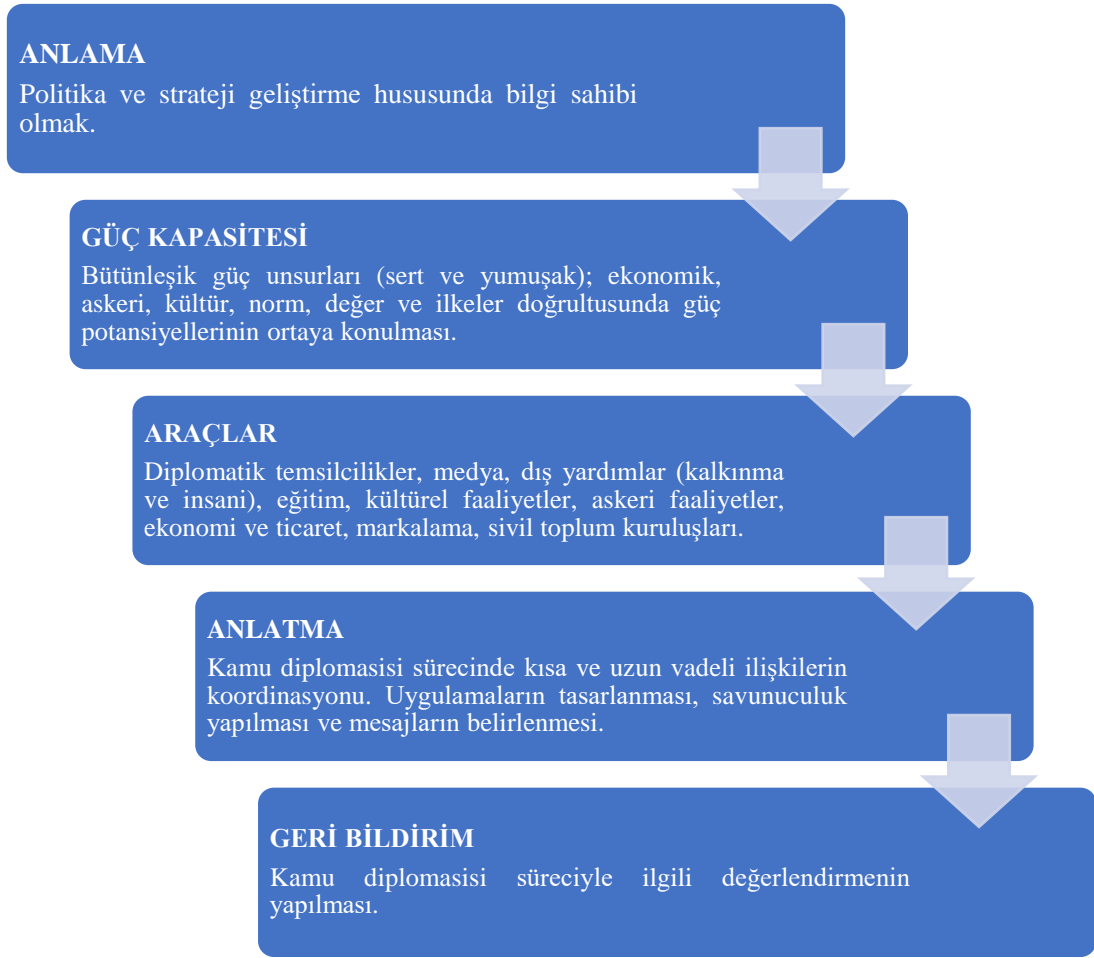 ANLAMA
Politika ve strateji geliştirme hususunda bilgi sahibi
olmak.
GÜÇ KAPASİTESİ
Bütünleşik güç unsurları (sert ve yumuşak); ekonomik,
askeri, kültür, norm, değer ve ilkeler doğrultusunda güç
potansiyellerinin ortaya konulması.
ARAÇLAR
Diplomatik temsilcilikler, medya, dış yardımlar (kalkınma
ve insani), eğitim, kültürel faaliyetler, askeri faaliyetler,
ekonomi ve ticaret, markalama, sivil toplum kuruluşları.
ANLATMA
Kamu diplomasisi sürecinde kısa ve uzun vadeli ilişkilerin
koordinasyonu. Uygulamaların tasarlanması, savunuculuk
yapılması ve mesajların belirlenmesi.
GERİ BİLDİRİM
Kamu diplomasisi süreciyle ilgili değerlendirmenin
yapılması.